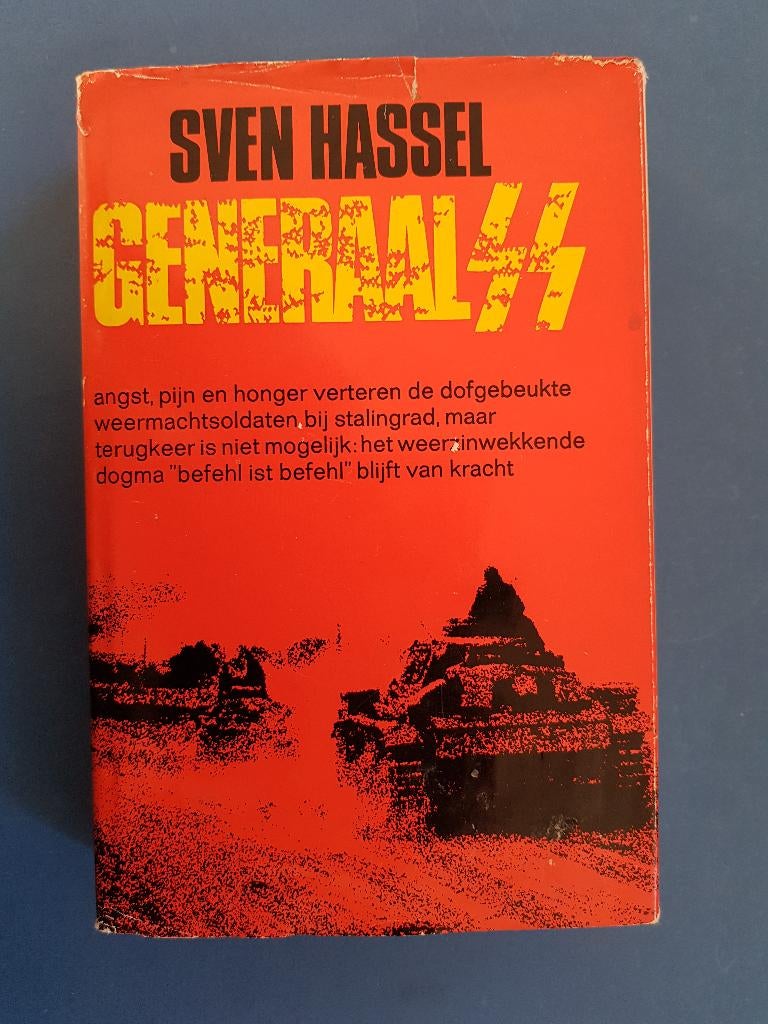 SVEN HASSEL
GENERAAL SS
angst, pijn en honger verteren de dofgebeukte
weermachtsoldaten bij stalingrad, maar
terugkeer is niet mogelijk: het weerzinwekkende
dogma "befehl ist befehl" blijft van kracht